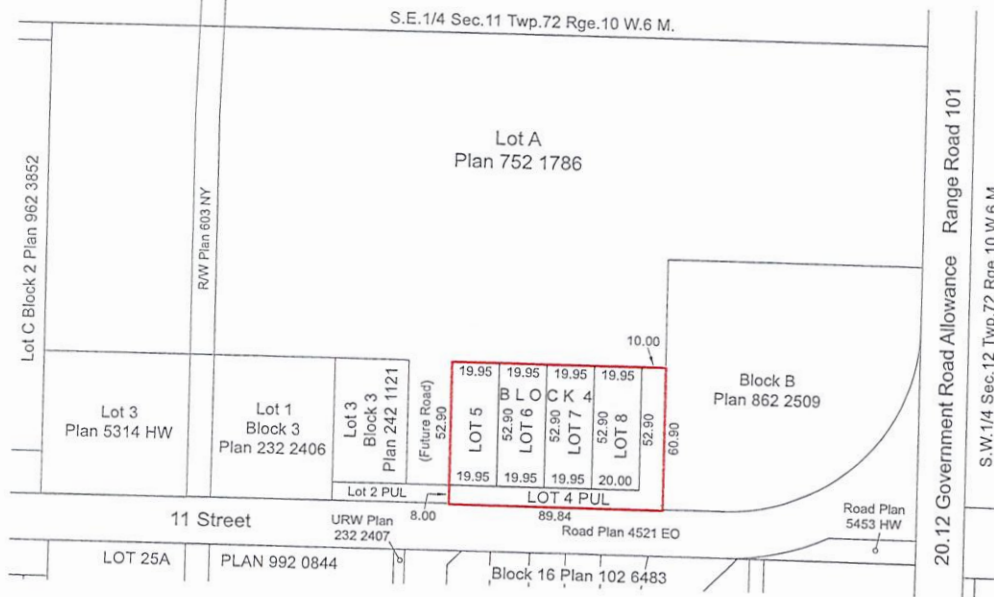 S.E.1/4 Sec.11 Twp.72 Rge.10 W.6 M.
Lot A
Plan 752 1786
Lot C Block 2 Plan 962 3852
R/W Plan 603 NY
20.12 Government Road Allowance Range Road 101
S.W.1/4 Sec.12 Twp.72 Rge.10 W.6 M.
10.00
Lot 3
Plan 5314 HW
Lot 1
Block 3
Plan 232 2406
Lot 3
Block 3
Plan 242 1121
(Future Road)
52.90
19.95 19.95 19.95 19.95
BLOCK 4
LOT 5
52.90
LOT 6
52.90
LOT 7
52.90
LOT 8
52.90
60.90
19.95 19.95 19.95 20.00
Block B
Plan 862 2509
Lot 2 PUL
LOT 4 PUL
8.00
89.84
11 Street
URW Plan
232 2407
Road Plan 4521 EO
Road Plan
5453 HW
LOT 25A PLAN 992 0844
Block 16 Plan 102 6483